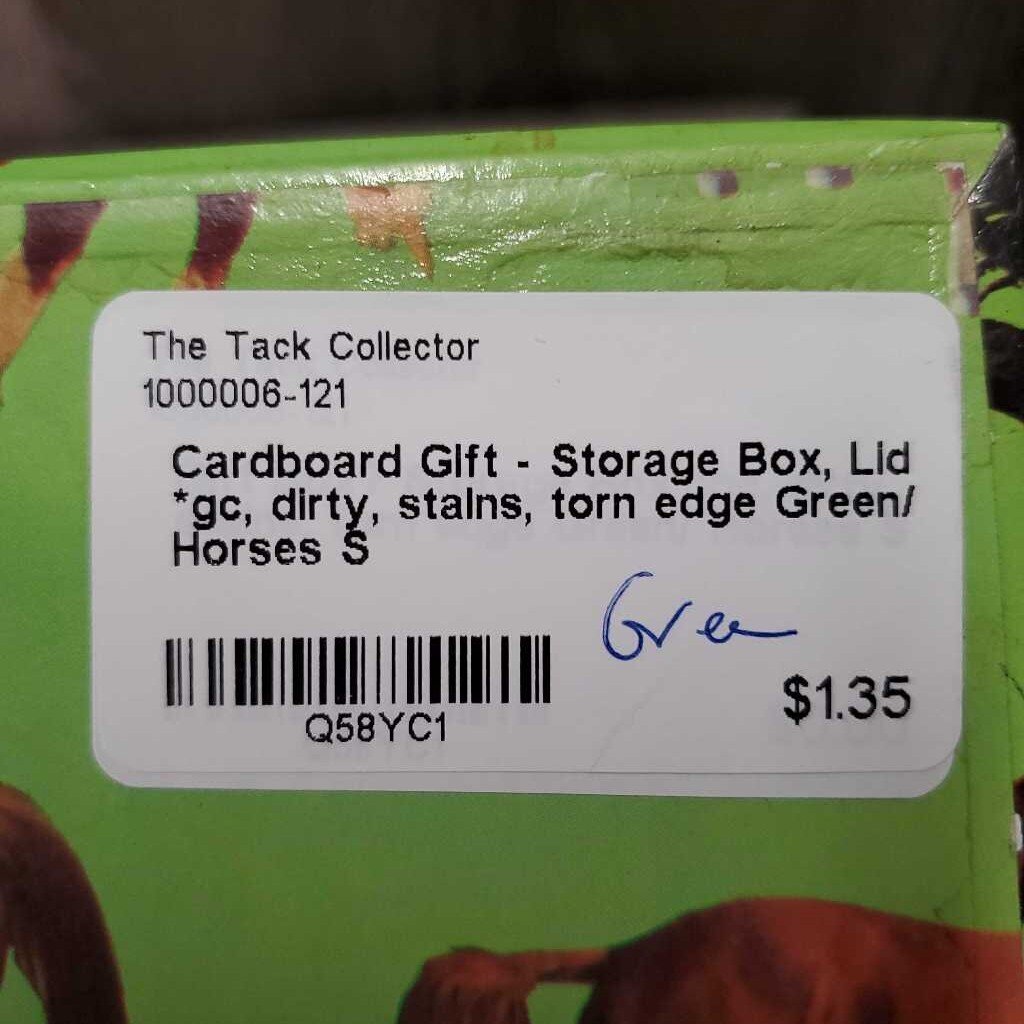 The Tack Collector
1000006-121
Cardboard Gift - Storage Box, Lid
*gc, dirty, stains, torn edge Green/
Horses S
Green
Q58YC1
$1.35